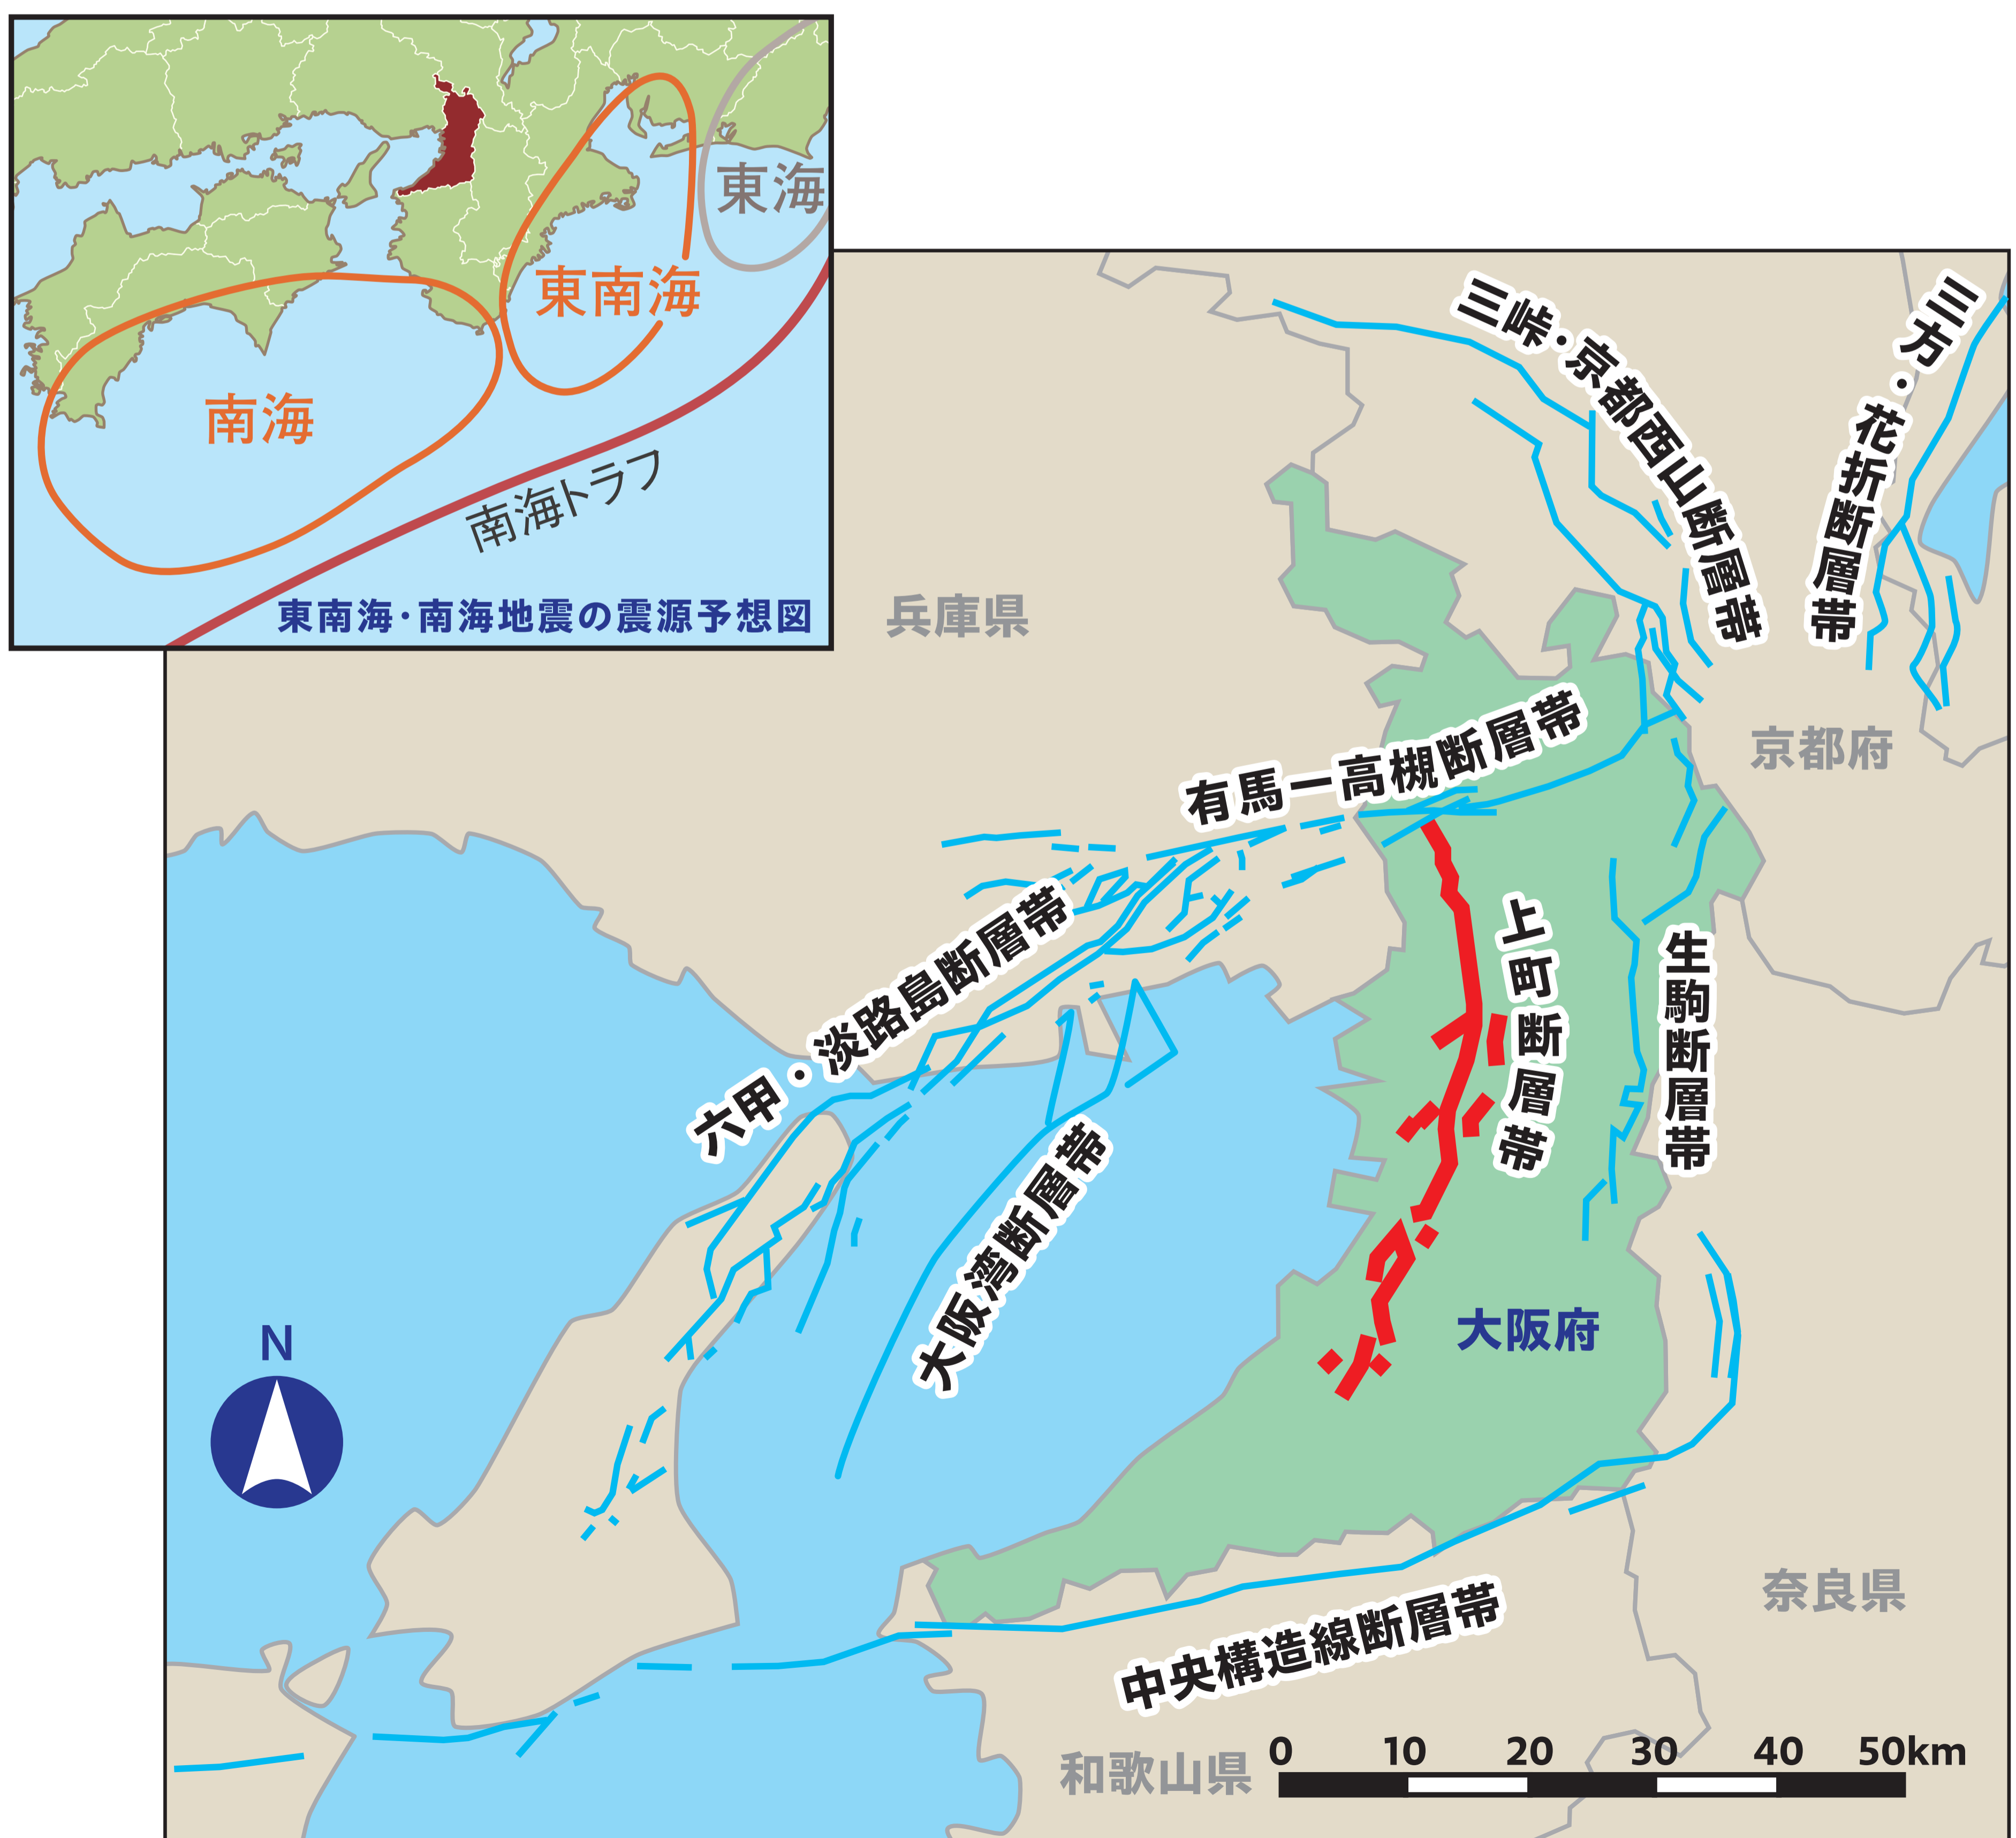 東海
東南海
南海
南海トラフ
東南海・南海地震の震源予想図
三峠・京都西山断層帯
三方・花折断層帯
兵庫県
京都府
有馬ー高槻断層帯
上町断層帯
生駒断層帯
六甲・淡路島断層帯
大阪湾断層帯
大阪府
N
中央構造線断層帯
奈良県
和歌山県
0 10 20 30 40 50km